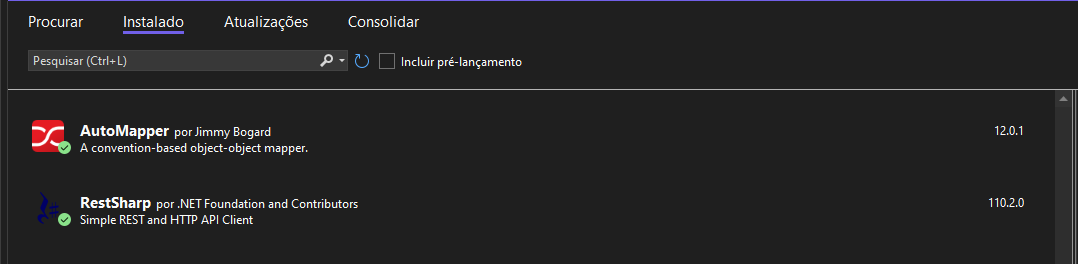 Procurar Instalado Atualizações Consolidar
Pesquisar (Ctrl+L) Incluir pré-lançamento
AutoMapper por Jimmy Bogard 12.0.1
A convention-based object-object mapper.
RestSharp por .NET Foundation and Contributors 110.2.0
Simple REST and HTTP API Client